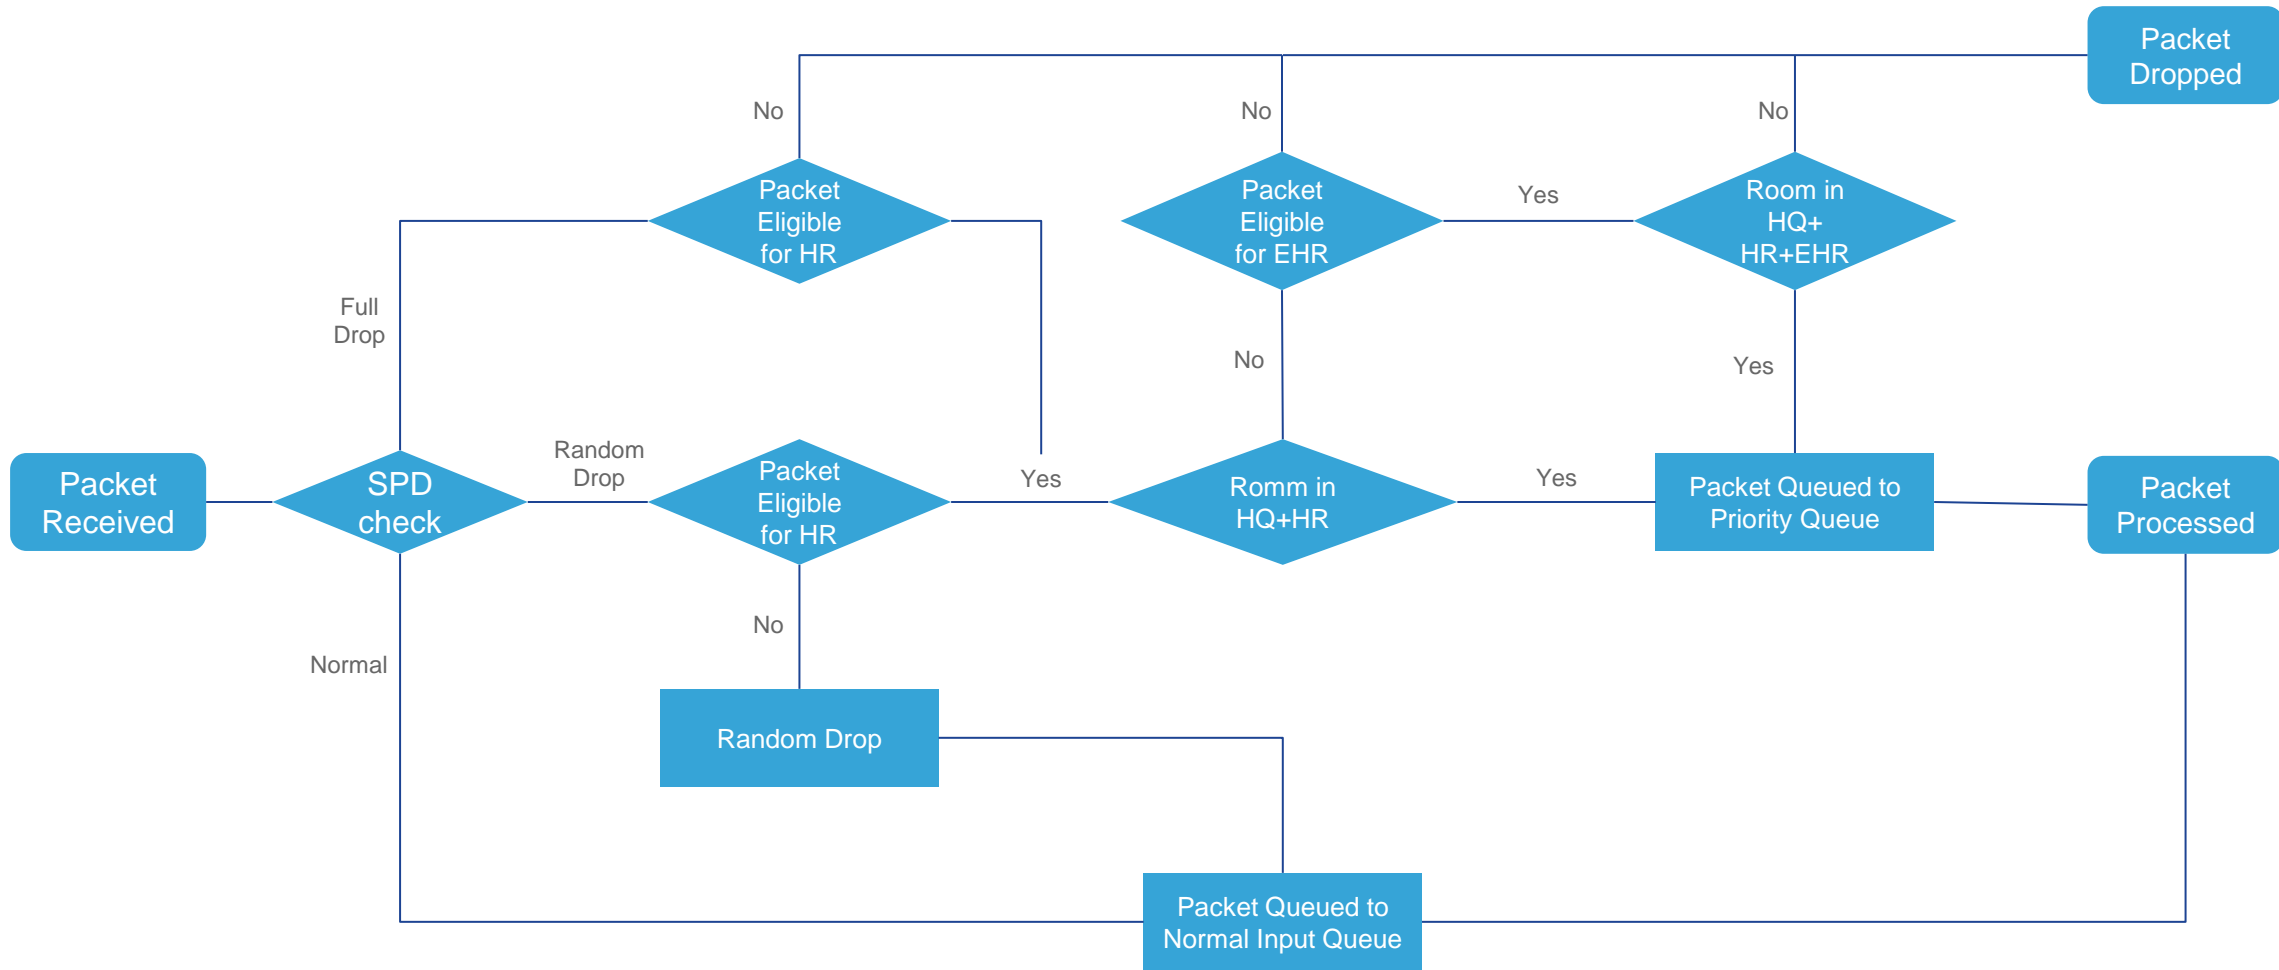 Packet
Dropped
No
No
No
Packet
Eligible
for HR
Packet
Eligible
for EHR
Yes
Room in
HQ+
HR+EHR
Full
Drop
No
Yes
Packet
Received
SPD
check
Random
Drop
Packet
Eligible
for HR
Yes
Romm in
HQ+HR
Yes
Packet Queued to
Priority Queue
Packet
Processed
No
Normal
Random Drop
Packet Queued to
Normal Input Queue